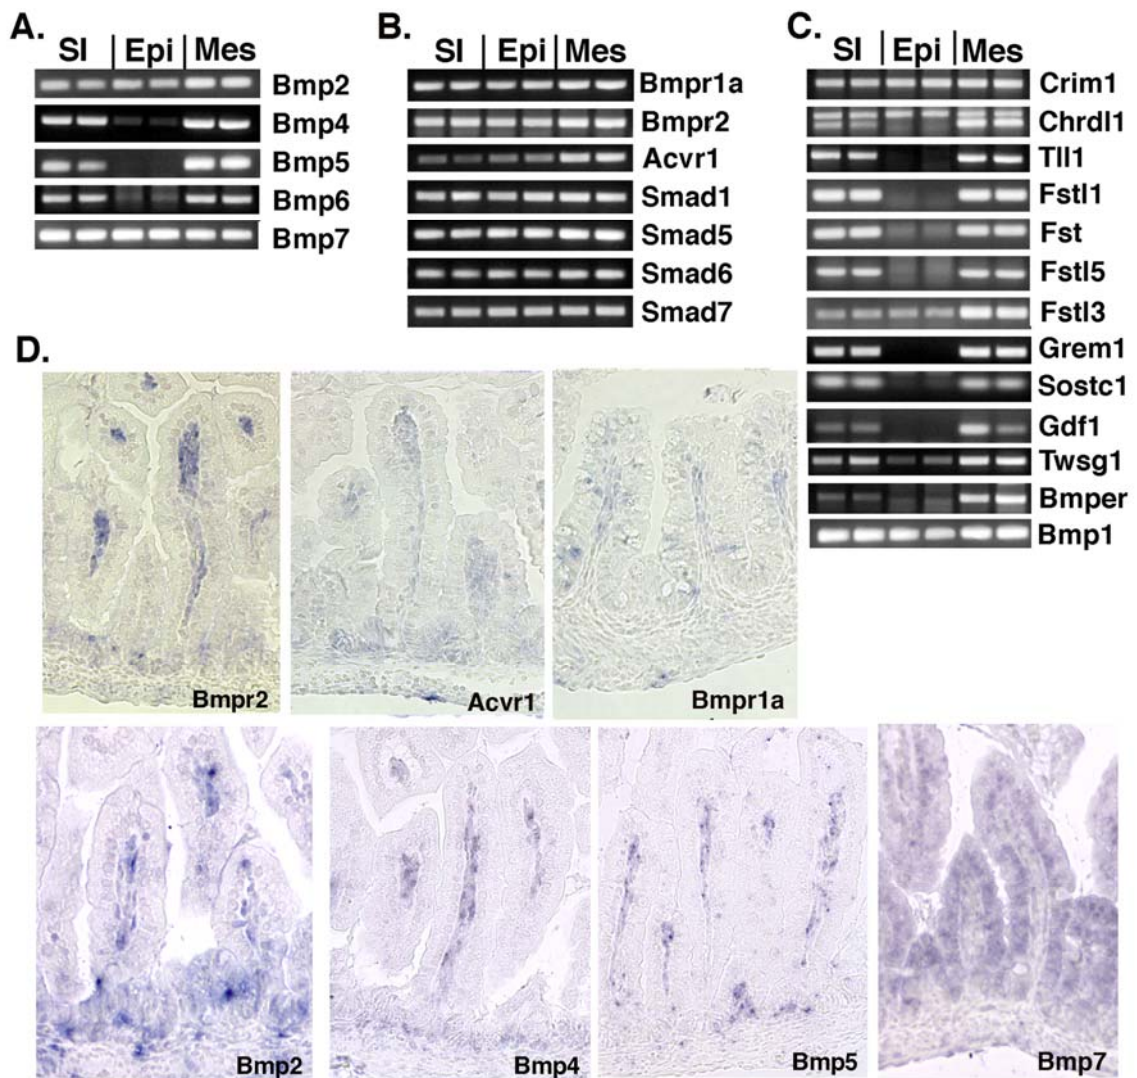 A.
SI | Epi | Mes
Bmp2
Bmp4
Bmp5
Bmp6
Bmp7
B.
SI | Epi | Mes
Bmpr1a
Bmpr2
Acvr1
Smad1
Smad5
Smad6
Smad7
C.
SI | Epi | Mes
Crim1
Chrdl1
Tll1
Fstl1
Fst
Fstl5
Fstl3
Grem1
Sostc1
Gdf1
Twsg1
Bmper
Bmp1
D.
Bmpr2
Acvr1
Bmpr1a
Bmp2
Bmp4
Bmp5
Bmp7